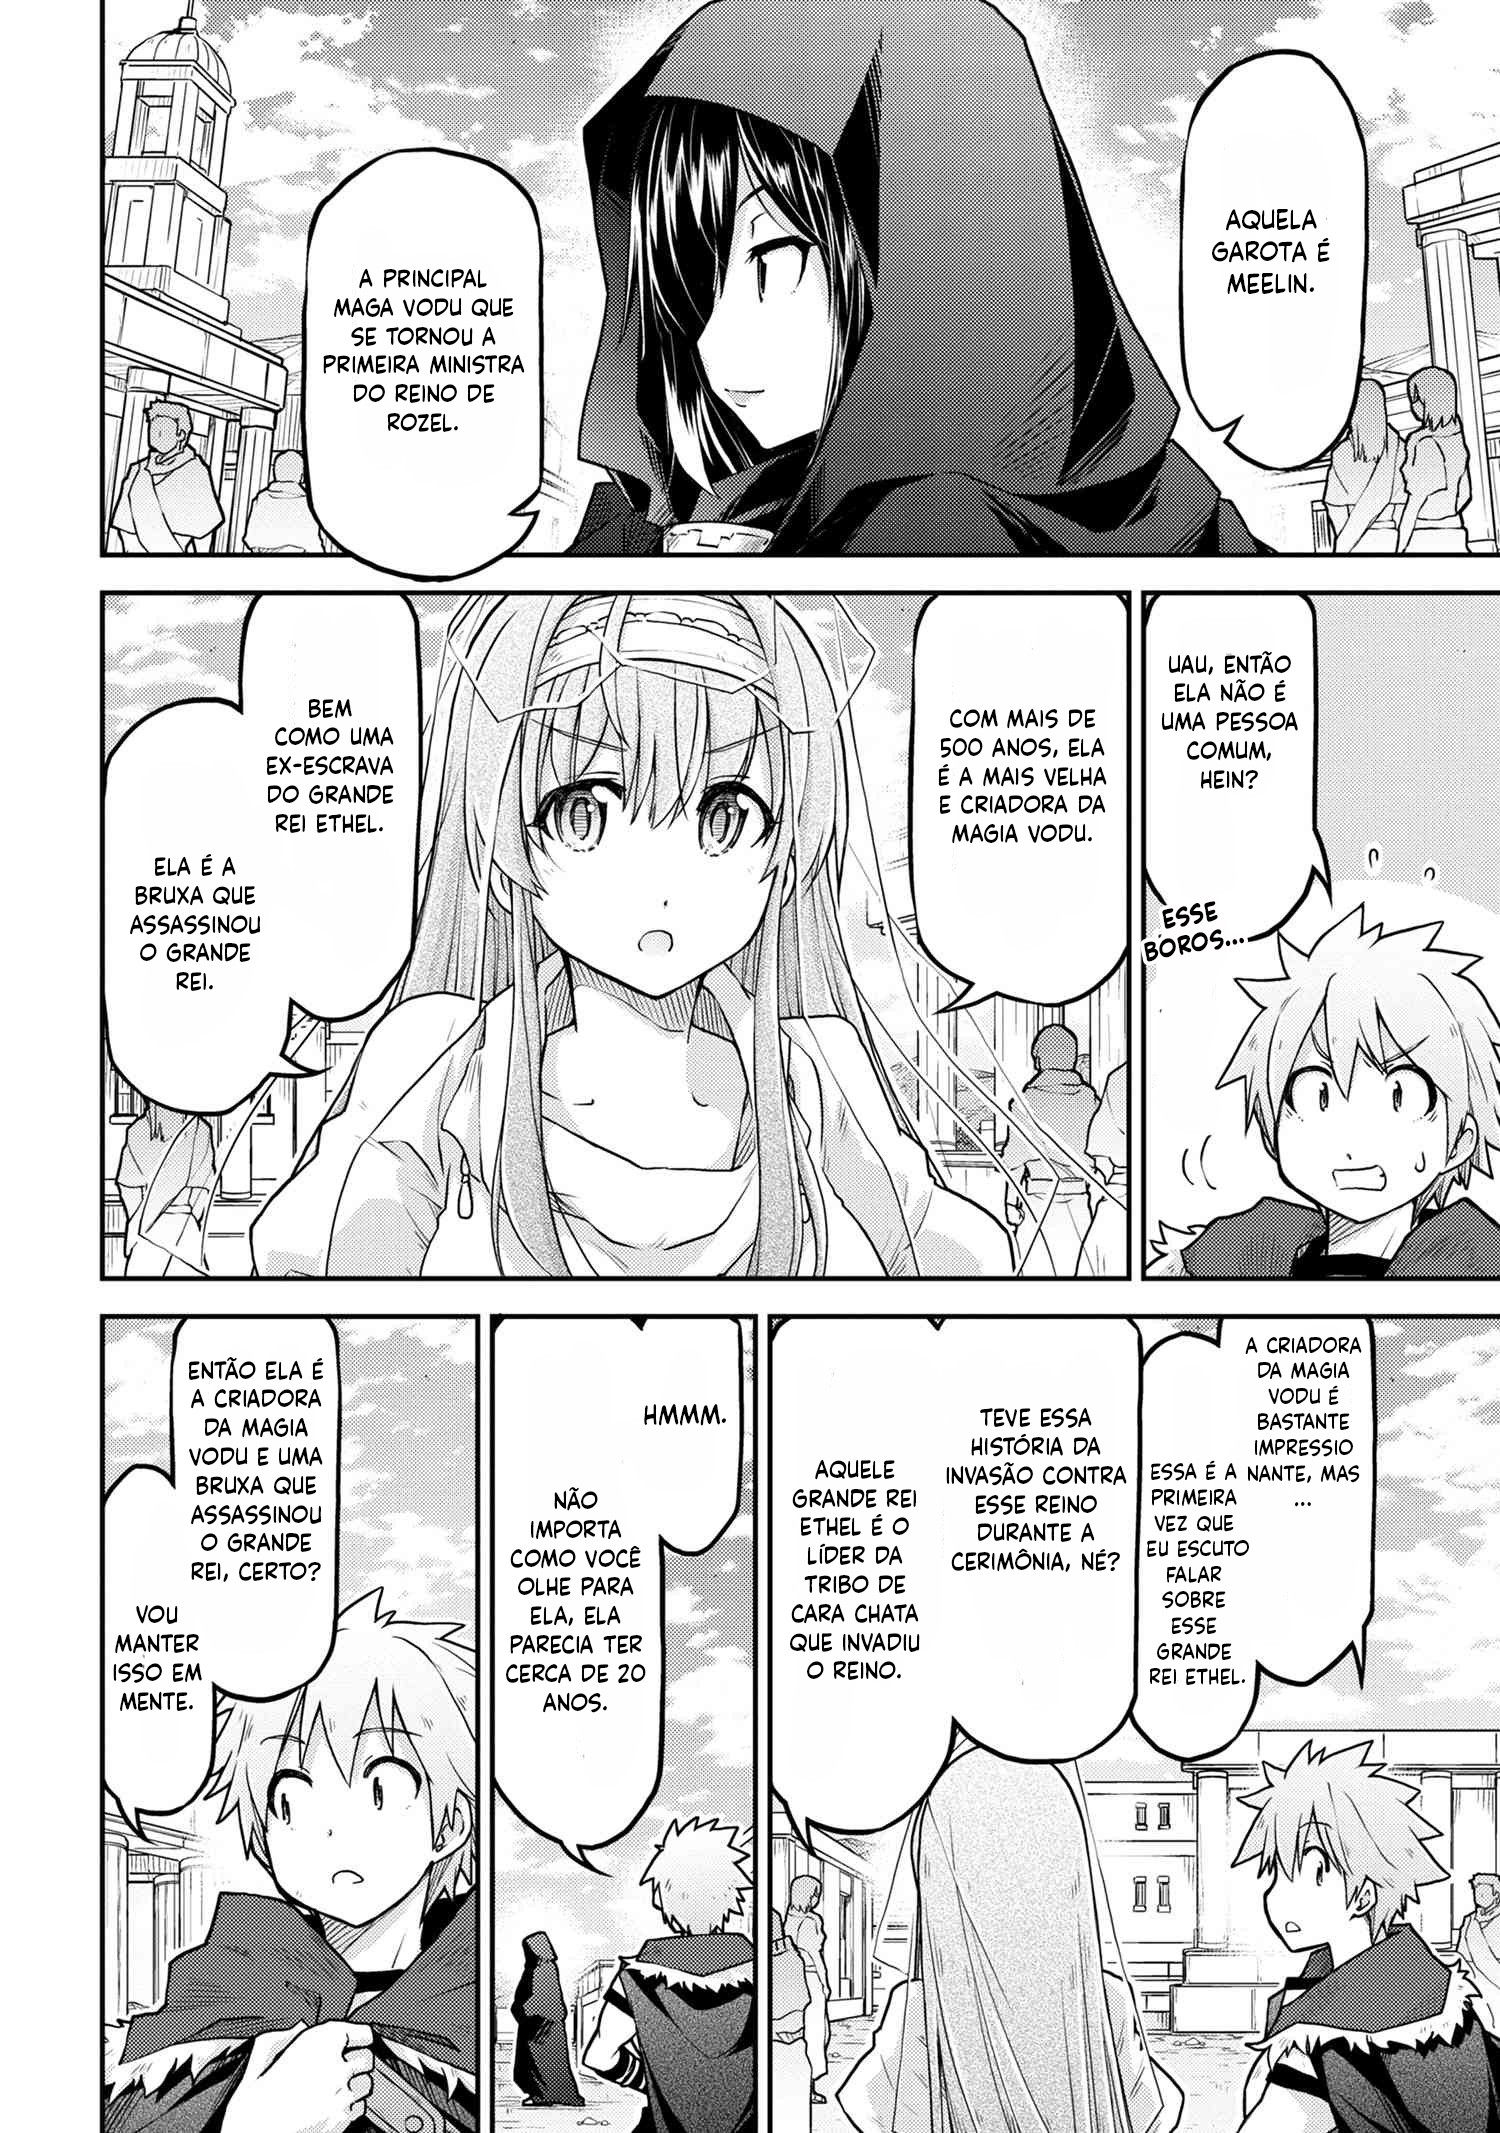 AQUELA
GAROTA É
MEELIN.
A PRINCIPAL
MAGA VODU QUE
SE TORNOU A
PRIMEIRA MINISTRA
DO REINO DE
ROZEL.
UAU, ENTÃO
ELA NÃO É
UMA PESSOA
COMUM,
HEIN?
ESSE
BOROS...
COM MAIS DE
500 ANOS, ELA
É A MAIS VELHA
E CRIADORA DA
MAGIA VODU.
BEM
COMO UMA
EX-ESCRAVA
DO GRANDE
REI ETHEL.
ELA É A
BRUXA QUE
ASSASSINOU
O GRANDE
REI.
A CRIADORA
DA MAGIA
VODU É
BASTANTE
IMPRESSIO
NANTE, MAS
...
ESSA É A
PRIMEIRA
VEZ QUE
EU ESCUTO
FALAR
SOBRE
ESSE
GRANDE
REI ETHEL.
TEVE ESSA
HISTÓRIA DA
INVASÃO CONTRA
ESSE REINO
DURANTE A
CERIMÔNIA, NÉ?
AQUELE
GRANDE REI
ETHEL É O
LÍDER DA
TRIBO DE
CARA CHATA
QUE INVADIU
O REINO.
HMMM.
NÃO
IMPORTA
COMO VOCÊ
OLHE PARA
ELA, ELA
PARECIA TER
CERCA DE 20
ANOS.
ENTÃO ELA É
A CRIADORA
DA MAGIA
VODU E UMA
BRUXA QUE
ASSASSINOU
O GRANDE
REI, CERTO?
VOU
MANTER
ISSO EM
MENTE.